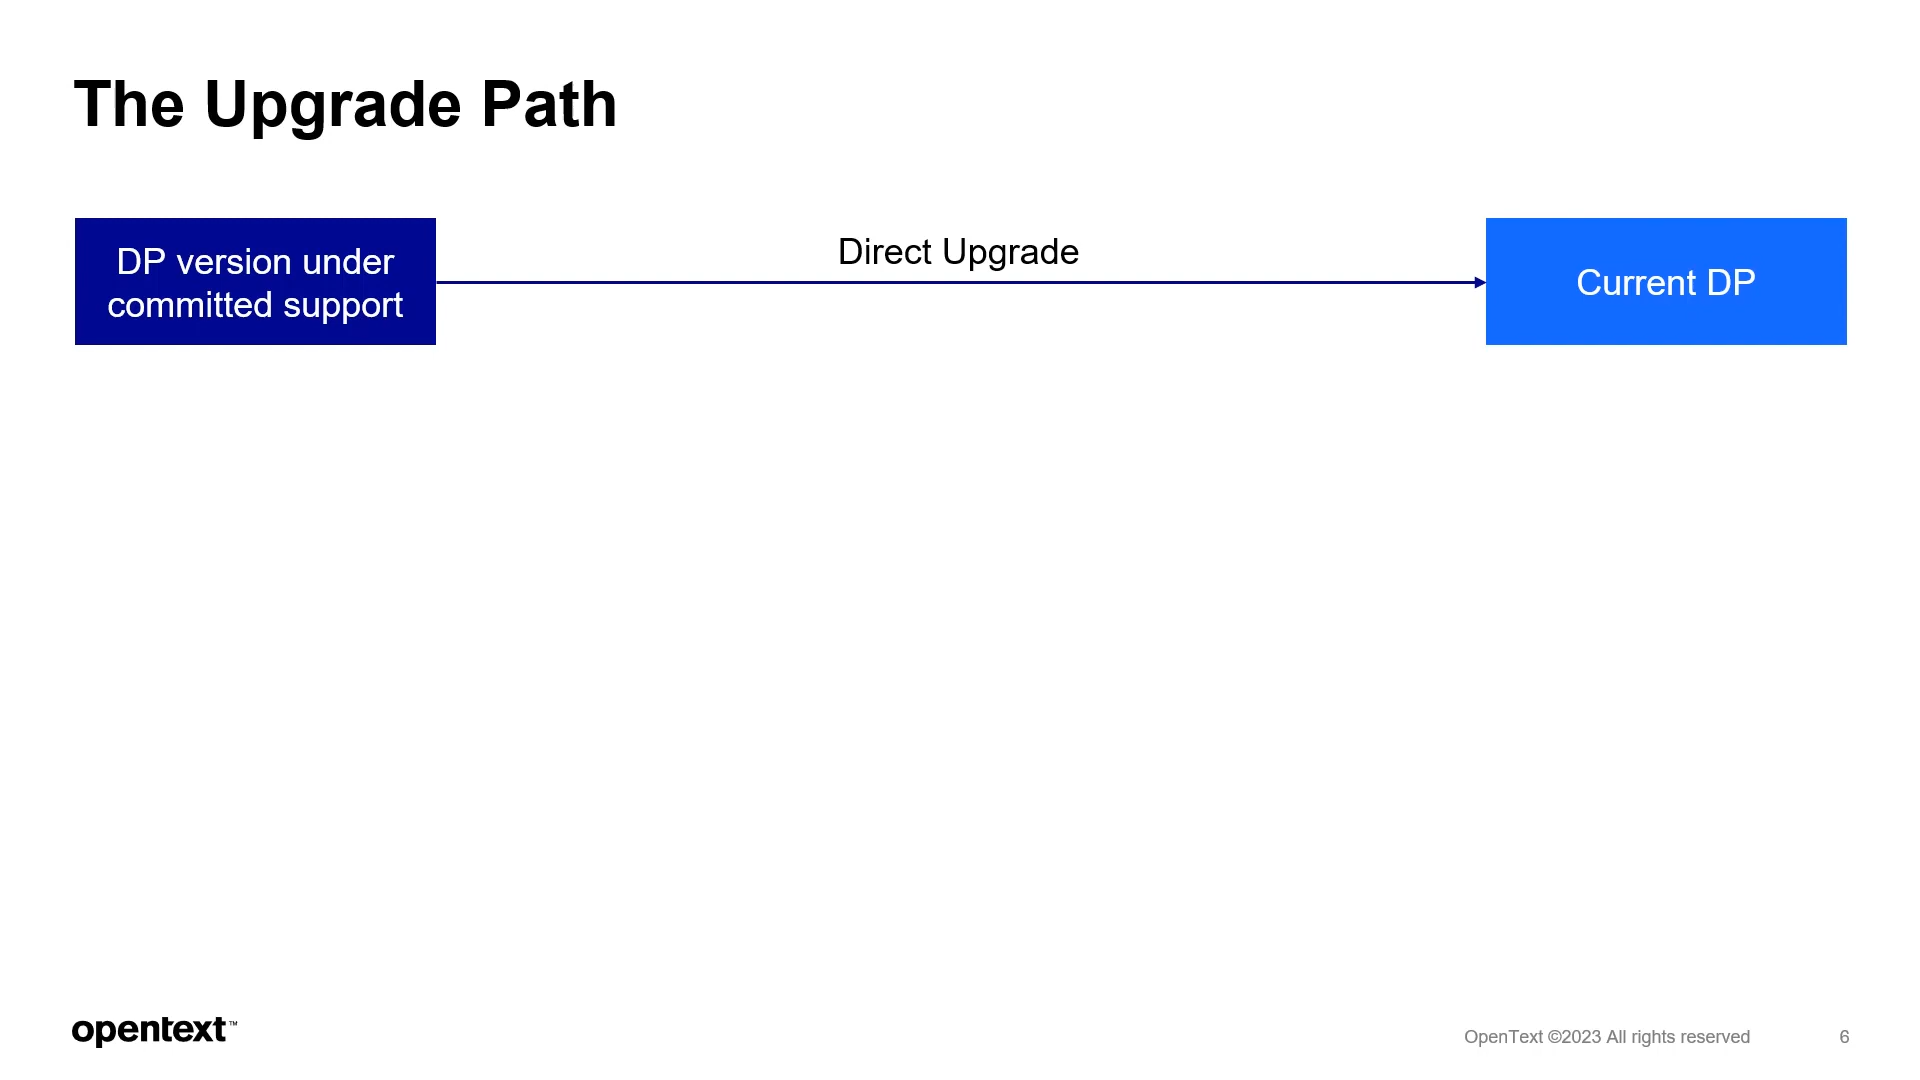 The Upgrade Path
DP version under
committed support
Direct Upgrade
Current DP
opentext™
OpenText ©2023 All rights reserved
6